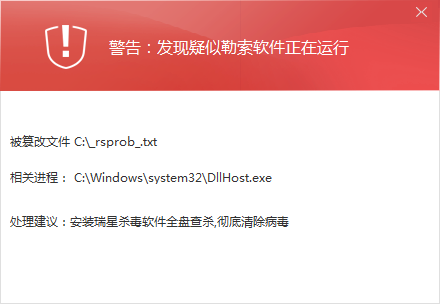 警告：发现疑似勒索软件正在运行
被篡改文件 C:\_rsprob_.txt
相关进程： C:\Windows\system32\DllHost.exe
处理建议：安装瑞星杀毒软件全盘查杀,彻底清除病毒